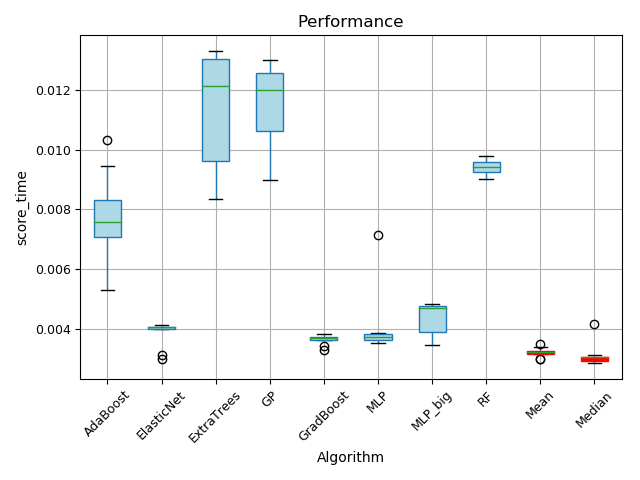 Performance
score_time
0.012
0.010
0.008
0.006
0.004
AdaBoost
ElasticNet
ExtraTrees
GP
GradBoost
MLP
MLP_big
RF
Mean
Median
Algorithm